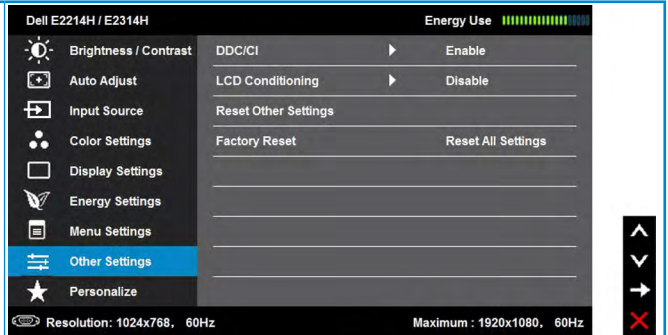 Dell E2214H / E2314H Energy Use
Brightness / Contrast DDC/CI Enable
Auto Adjust LCD Conditioning Disable
Input Source Reset Other Settings
Color Settings Factory Reset Reset All Settings
Display Settings
Energy Settings
Menu Settings
Other Settings
Personalize
Resolution: 1024x768, 60Hz Maximum : 1920x1080, 60Hz